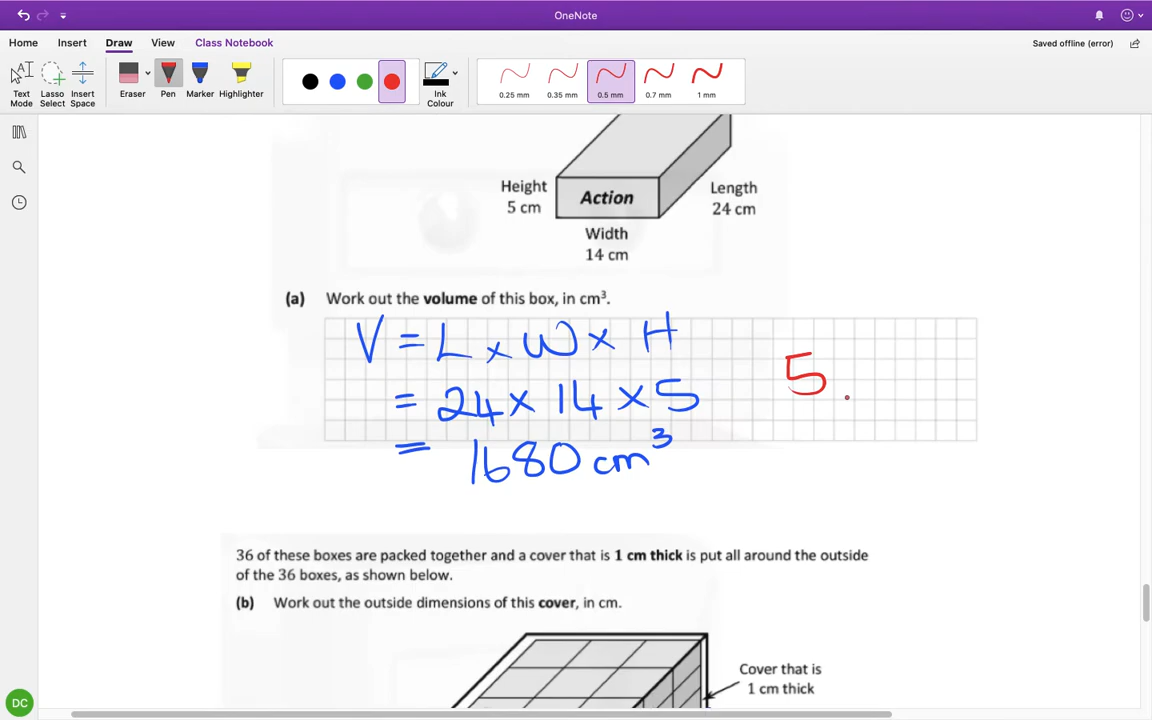 OneNote
Home Insert Draw View Class Notebook
Saved offline (error)
Text Mode
Lasso Select
Insert Space
Eraser
Pen
Marker
Highlighter
Ink Colour
0.25 mm 0.35 mm 0.5 mm 0.7 mm 1 mm
Height
5 cm
Action
Length
24 cm
Width
14 cm
(a) Work out the volume of this box, in cm³.
V = L × W × H
= 24 × 14 × 5
= 1680 cm³
5.
36 of these boxes are packed together and a cover that is 1 cm thick is put all around the outside
of the 36 boxes, as shown below.
(b) Work out the outside dimensions of this cover, in cm.
Cover that is
1 cm thick
DC